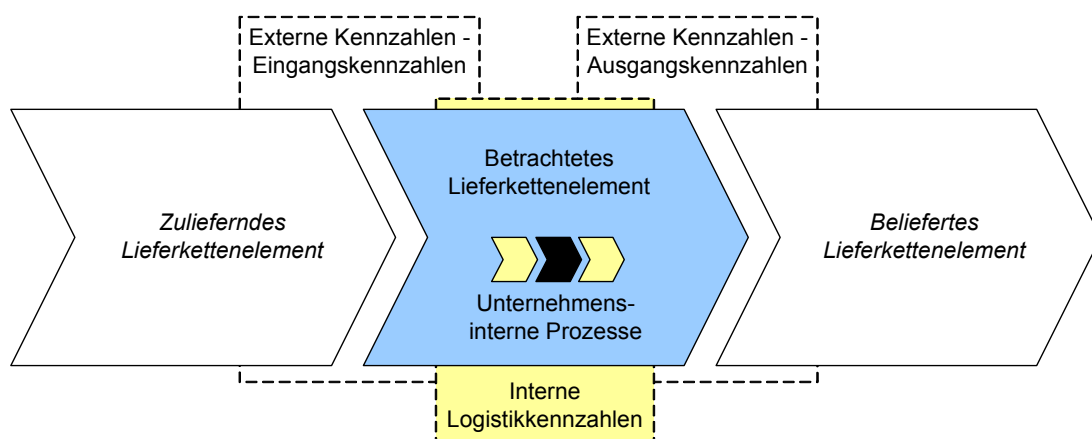 Externe Kennzahlen -
Eingangskennzahlen
Externe Kennzahlen -
Ausgangskennzahlen
Zulieferndes
Lieferkettenelement
Betrachtetes
Lieferkettenelement
Unternehmens-
interne Prozesse
Beliefertes
Lieferkettenelement
Interne
Logistikkennzahlen